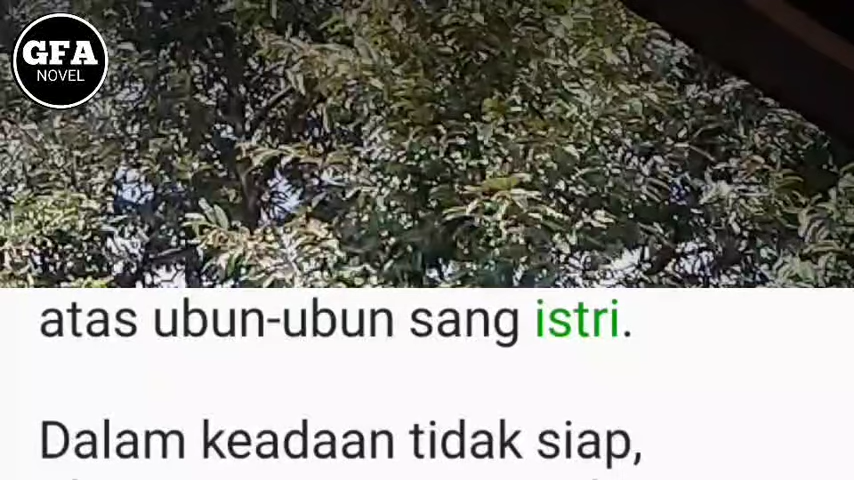 GFA
NOVEL
atas ubun-ubun sang istri.
Dalam keadaan tidak siap,